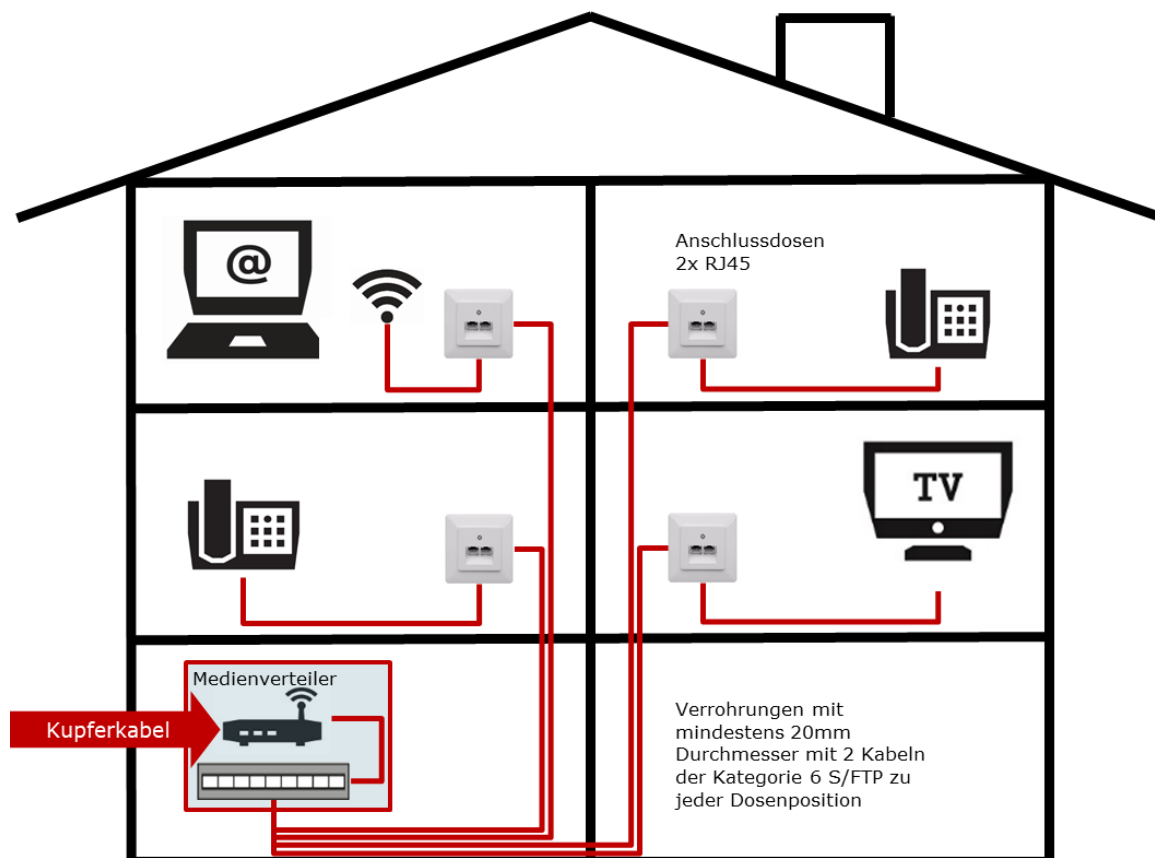 @
Anschlussdosen
2x RJ45
TV
Medienverteiler
Kupferkabel
Verrohrungen mit
mindestens 20mm
Durchmesser mit 2 Kabeln
der Kategorie 6 S/FTP zu
jeder Dosenposition